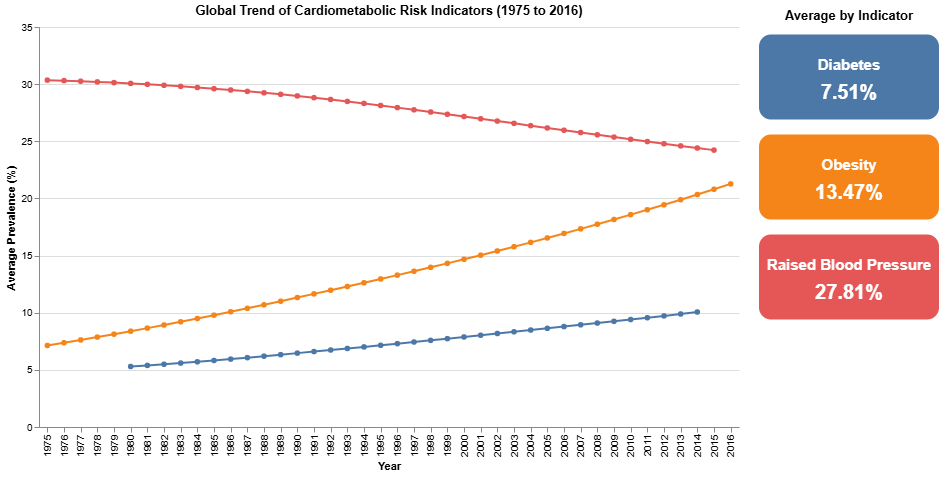 Global Trend of Cardiometabolic Risk Indicators (1975 to 2016)
Average by Indicator
Diabetes
7.51%
Obesity
13.47%
Raised Blood Pressure
27.81%
Average Prevalence (%)
35
30
25
20
15
10
5
0
1975 1976 1977 1978 1979 1980 1981 1982 1983 1984 1985 1986 1987 1988 1989 1990 1991 1992 1993 1994 1995 1996 1997 1998 1999 2000 2001 2002 2003 2004 2005 2006 2007 2008 2009 2010 2011 2012 2013 2014 2015 2016
Year